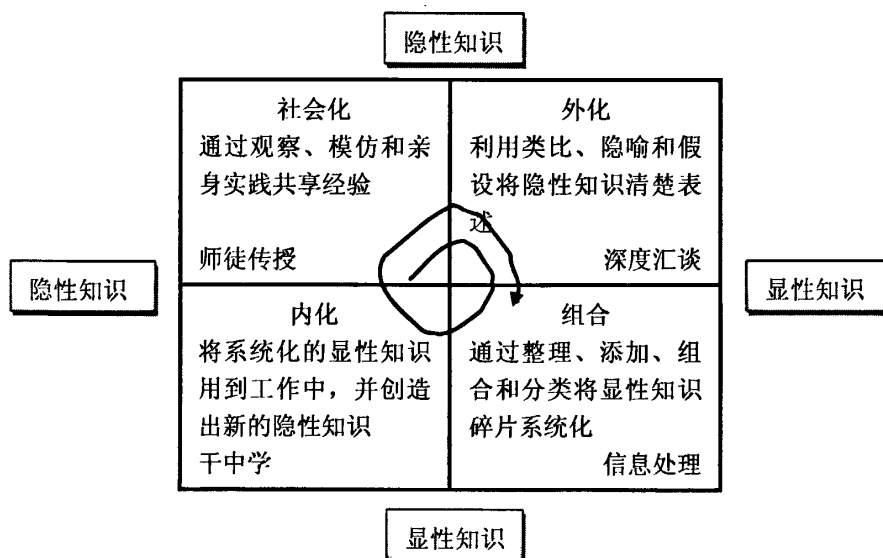 隐性知识
社会化
通过观察、模仿和亲
身实践共享经验
师徒传授
外化
利用类比、隐喻和假
设将隐性知识清楚表
述
深度汇谈
隐性知识
显性知识
内化
将系统化的显性知识
用到工作中，并创造
出新的隐性知识
干中学
组合
通过整理、添加、组
合和分类将显性知识
碎片系统化
信息处理
显性知识